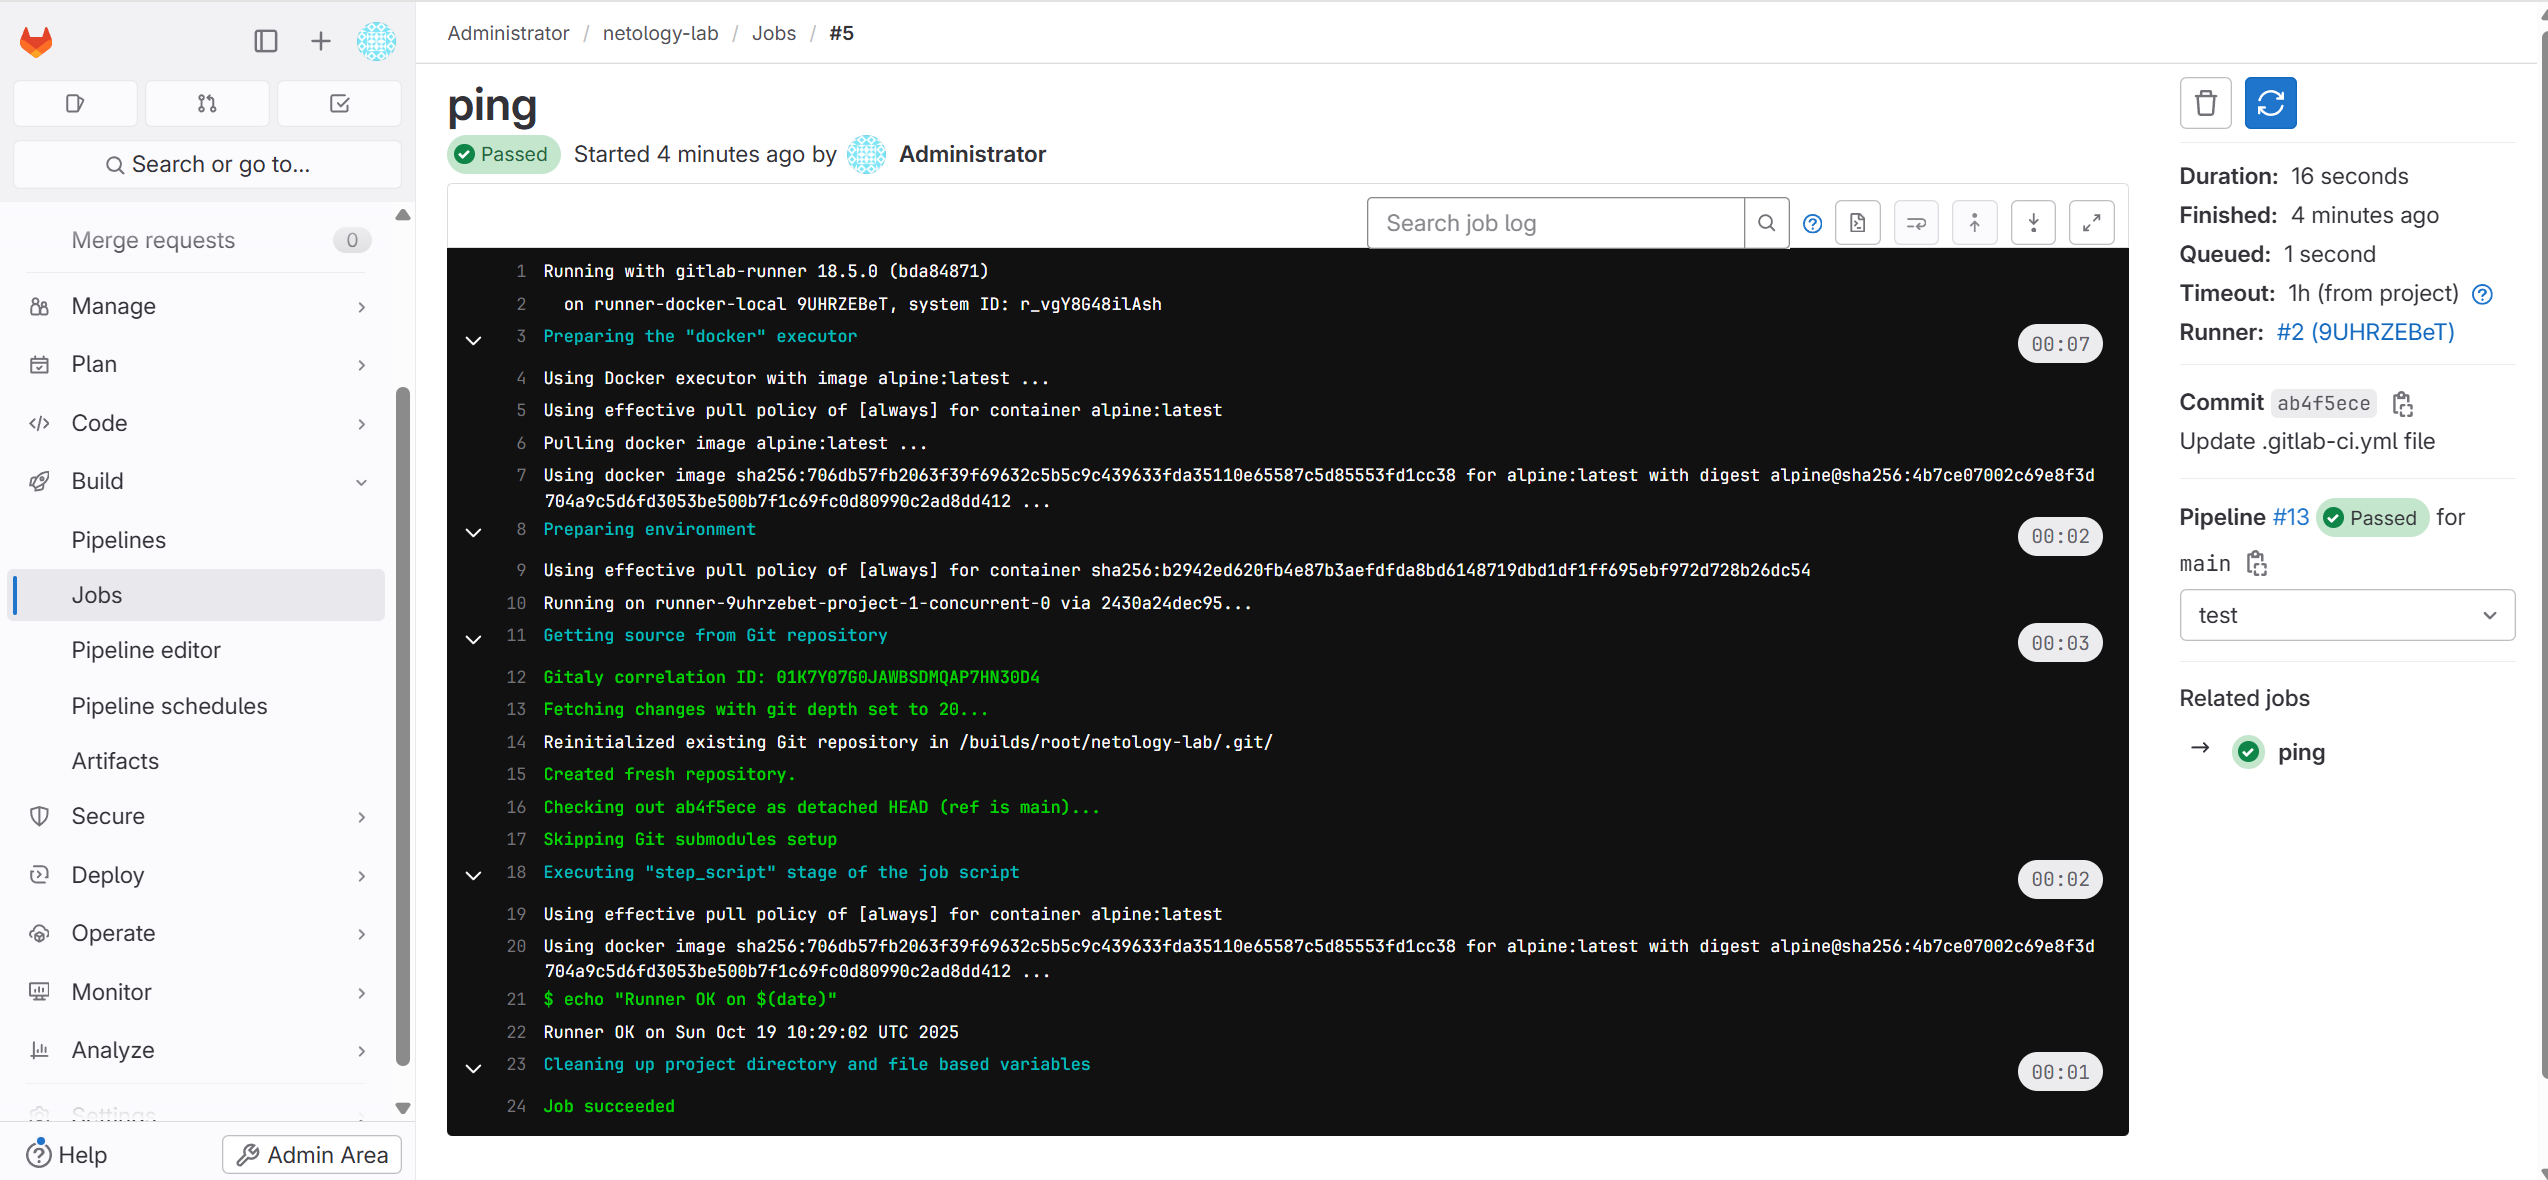 Administrator / netology-lab / Jobs / #5
Search or go to...
Merge requests 0
Manage
Plan
Code
Build
Pipelines
Jobs
Pipeline editor
Pipeline schedules
Artifacts
Secure
Deploy
Operate
Monitor
Analyze
Settings
Help
Admin Area
ping
Passed Started 4 minutes ago by Administrator
Search job log
1 Running with gitlab-runner 18.5.0 (bda84871)
2 on runner-docker-local 9UHRZEBeT, system ID: r_vgY8G48ilAsh
3 Preparing the "docker" executor 00:07
4 Using Docker executor with image alpine:latest ...
5 Using effective pull policy of [always] for container alpine:latest
6 Pulling docker image alpine:latest ...
7 Using docker image sha256:706db57fb2063f39f69632c5b5c9c439633fda35110e65587c5d85553fd1cc38 for alpine:latest with digest alpine@sha256:4b7ce07002c69e8f3d
704a9c5d6fd3053be500b7f1c69fc0d80990c2ad8dd412 ...
8 Preparing environment 00:02
9 Using effective pull policy of [always] for container sha256:b2942ed620fb4e87b3aefdfda8bd6148719dbd1df1ff695ebf972d728b26dc54
10 Running on runner-9uhrzebet-project-1-concurrent-0 via 2430a24dec95...
11 Getting source from Git repository 00:03
12 Gitaly correlation ID: 01K7Y07G0JAWBSDMQAP7HN30D4
13 Fetching changes with git depth set to 20...
14 Reinitialized existing Git repository in /builds/root/netology-lab/.git/
15 Created fresh repository.
16 Checking out ab4f5ece as detached HEAD (ref is main)...
17 Skipping Git submodules setup
18 Executing "step_script" stage of the job script 00:02
19 Using effective pull policy of [always] for container alpine:latest
20 Using docker image sha256:706db57fb2063f39f69632c5b5c9c439633fda35110e65587c5d85553fd1cc38 for alpine:latest with digest alpine@sha256:4b7ce07002c69e8f3d
704a9c5d6fd3053be500b7f1c69fc0d80990c2ad8dd412 ...
21 $ echo "Runner OK on $(date)"
22 Runner OK on Sun Oct 19 10:29:02 UTC 2025
23 Cleaning up project directory and file based variables 00:01
24 Job succeeded
Duration: 16 seconds
Finished: 4 minutes ago
Queued: 1 second
Timeout: 1h (from project)
Runner: #2 (9UHRZEBeT)
Commit ab4f5ece
Update .gitlab-ci.yml file
Pipeline #13 Passed for
main
test
Related jobs
→ ping